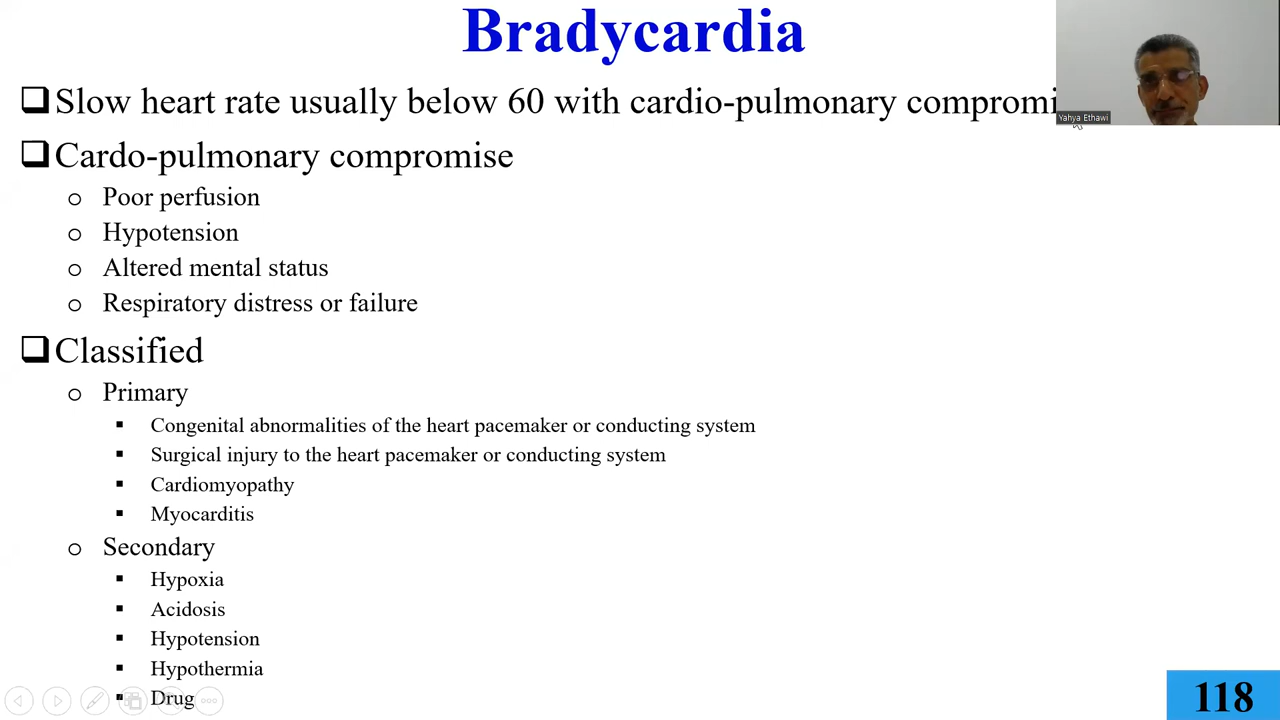 Bradycardia
Slow heart rate usually below 60 with cardio-pulmonary
Yahya Ethawi
Cardo-pulmonary compromise
Poor perfusion
Hypotension
Altered mental status
Respiratory distress or failure
Classified
Primary
Congenital abnormalities of the heart pacemaker or conducting system
Surgical injury to the heart pacemaker or conducting system
Cardiomyopathy
Myocarditis
Secondary
Hypoxia
Acidosis
Hypotension
Hypothermia
Drug
118